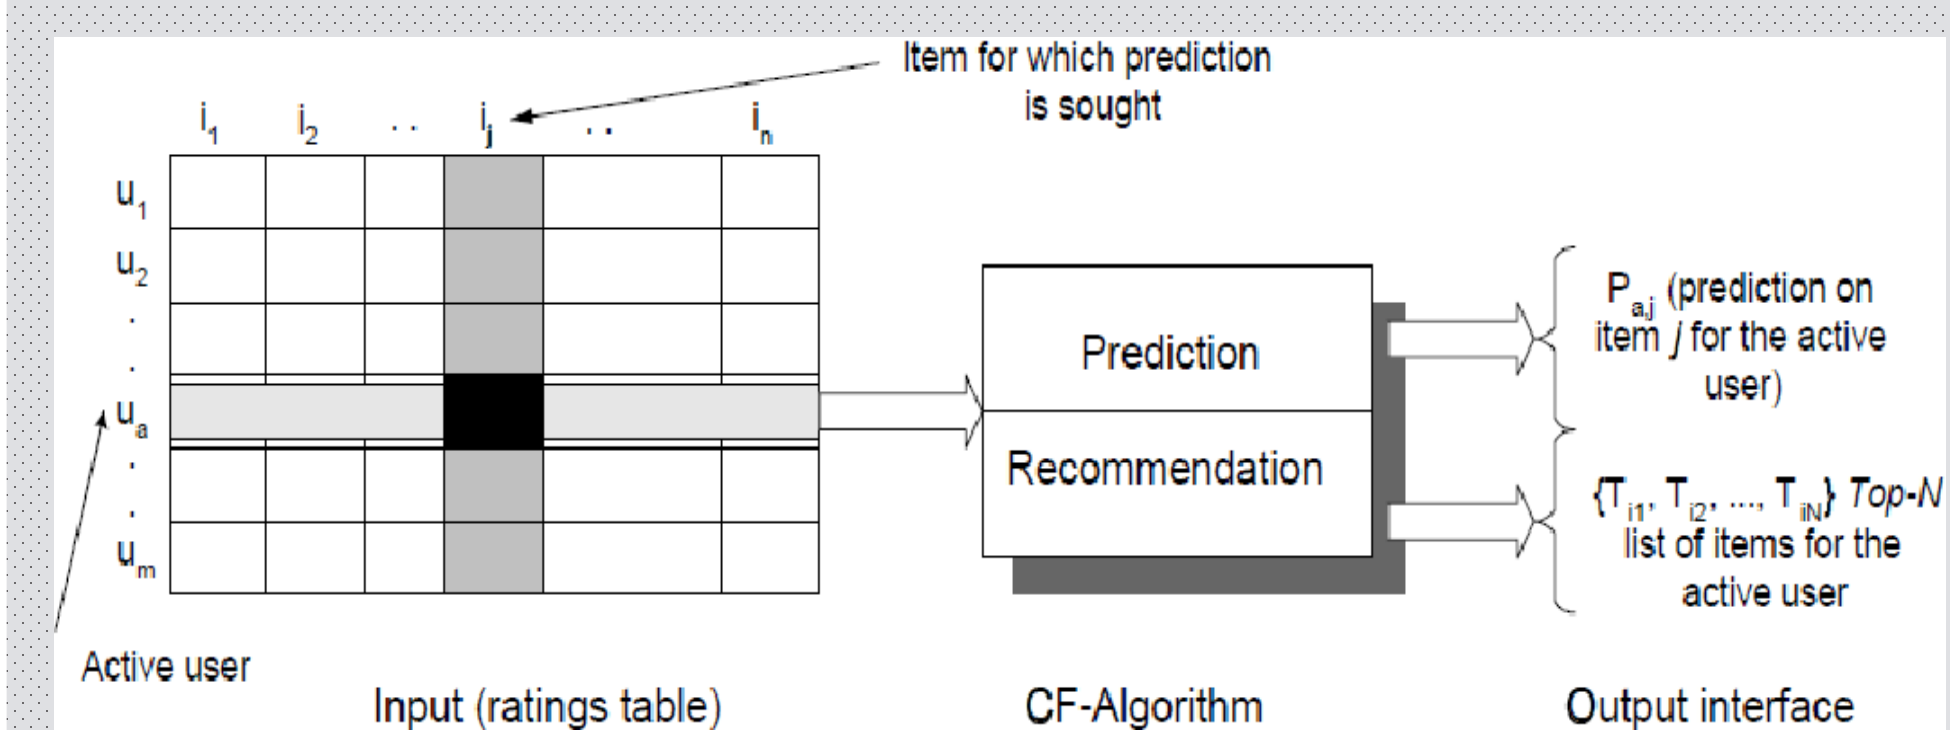 Item for which prediction
is sought
i1 i2 . . ij . . in
u1
u2
.
.
ua
.
.
um
Active user
Input (ratings table)
Prediction
Recommendation
CF-Algorithm
Pa,j (prediction on
item j for the active
user)
{Ti1, Ti2, ..., TiN} Top-N
list of items for the
active user
Output interface